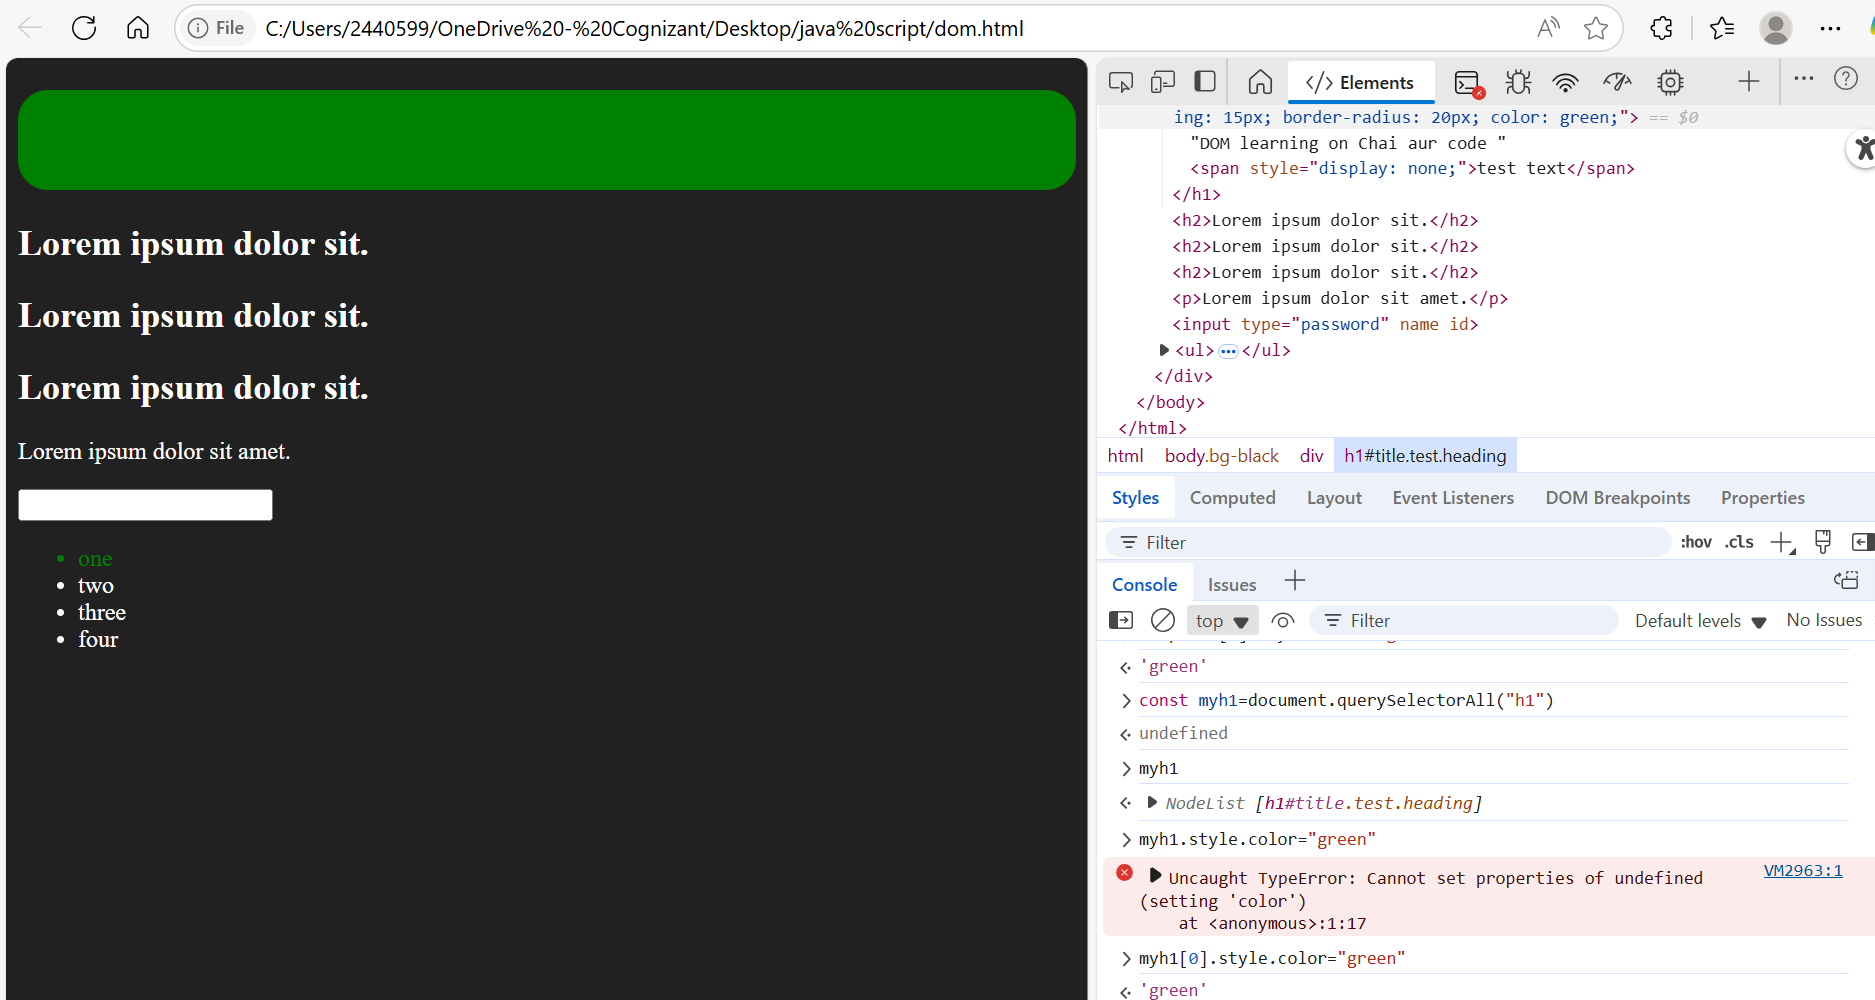 File C:/Users/2440599/OneDrive%20-%20Cognizant/Desktop/java%20script/dom.html
Lorem ipsum dolor sit.
Lorem ipsum dolor sit.
Lorem ipsum dolor sit.
Lorem ipsum dolor sit amet.
one
two
three
four
Elements
ing: 15px; border-radius: 20px; color: green;"> == $0
"DOM learning on Chai aur code "
<span style="display: none;">test text</span>
</h1>
<h2>Lorem ipsum dolor sit.</h2>
<h2>Lorem ipsum dolor sit.</h2>
<h2>Lorem ipsum dolor sit.</h2>
<p>Lorem ipsum dolor sit amet.</p>
<input type="password" name id>
<ul>…</ul>
</div>
</body>
</html>
html body.bg-black div h1#title.test.heading
Styles Computed Layout Event Listeners DOM Breakpoints Properties
Filter :hov .cls
Console Issues
top Filter Default levels No Issues
'green'
const myh1=document.querySelectorAll("h1")
undefined
myh1
NodeList [h1#title.test.heading]
myh1.style.color="green"
Uncaught TypeError: Cannot set properties of undefined VM2963:1
(setting 'color')
at <anonymous>:1:17
myh1[0].style.color="green"
'green'